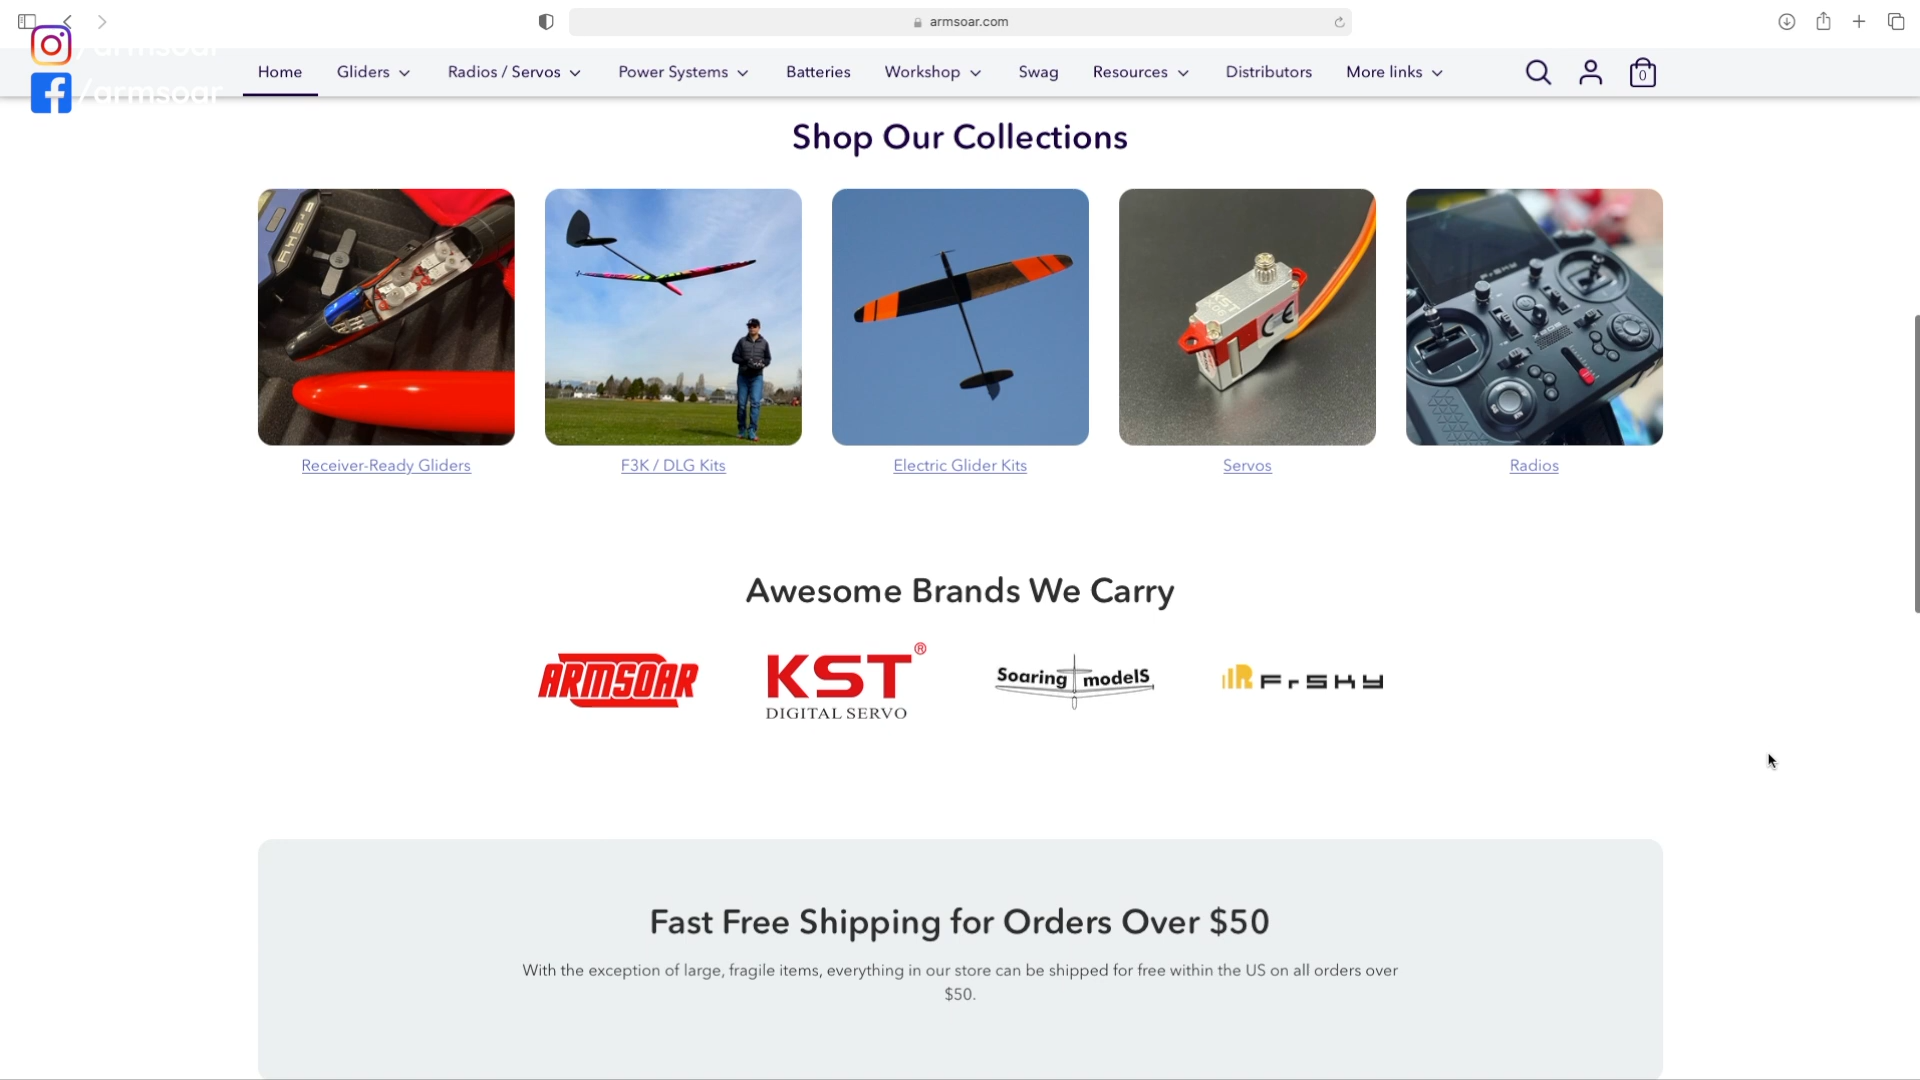 armsoar.com
/armsoar
/armsoar
Home Gliders Radios / Servos Power Systems Batteries Workshop Swag Resources Distributors More links 0
Shop Our Collections
Receiver-Ready Gliders F3K / DLG Kits Electric Glider Kits Servos Radios
Awesome Brands We Carry
ARMSOAR
KST®
DIGITAL SERVO
Soaring modelS
FrSKY
Fast Free Shipping for Orders Over $50
With the exception of large, fragile items, everything in our store can be shipped for free within the US on all orders over
$50.